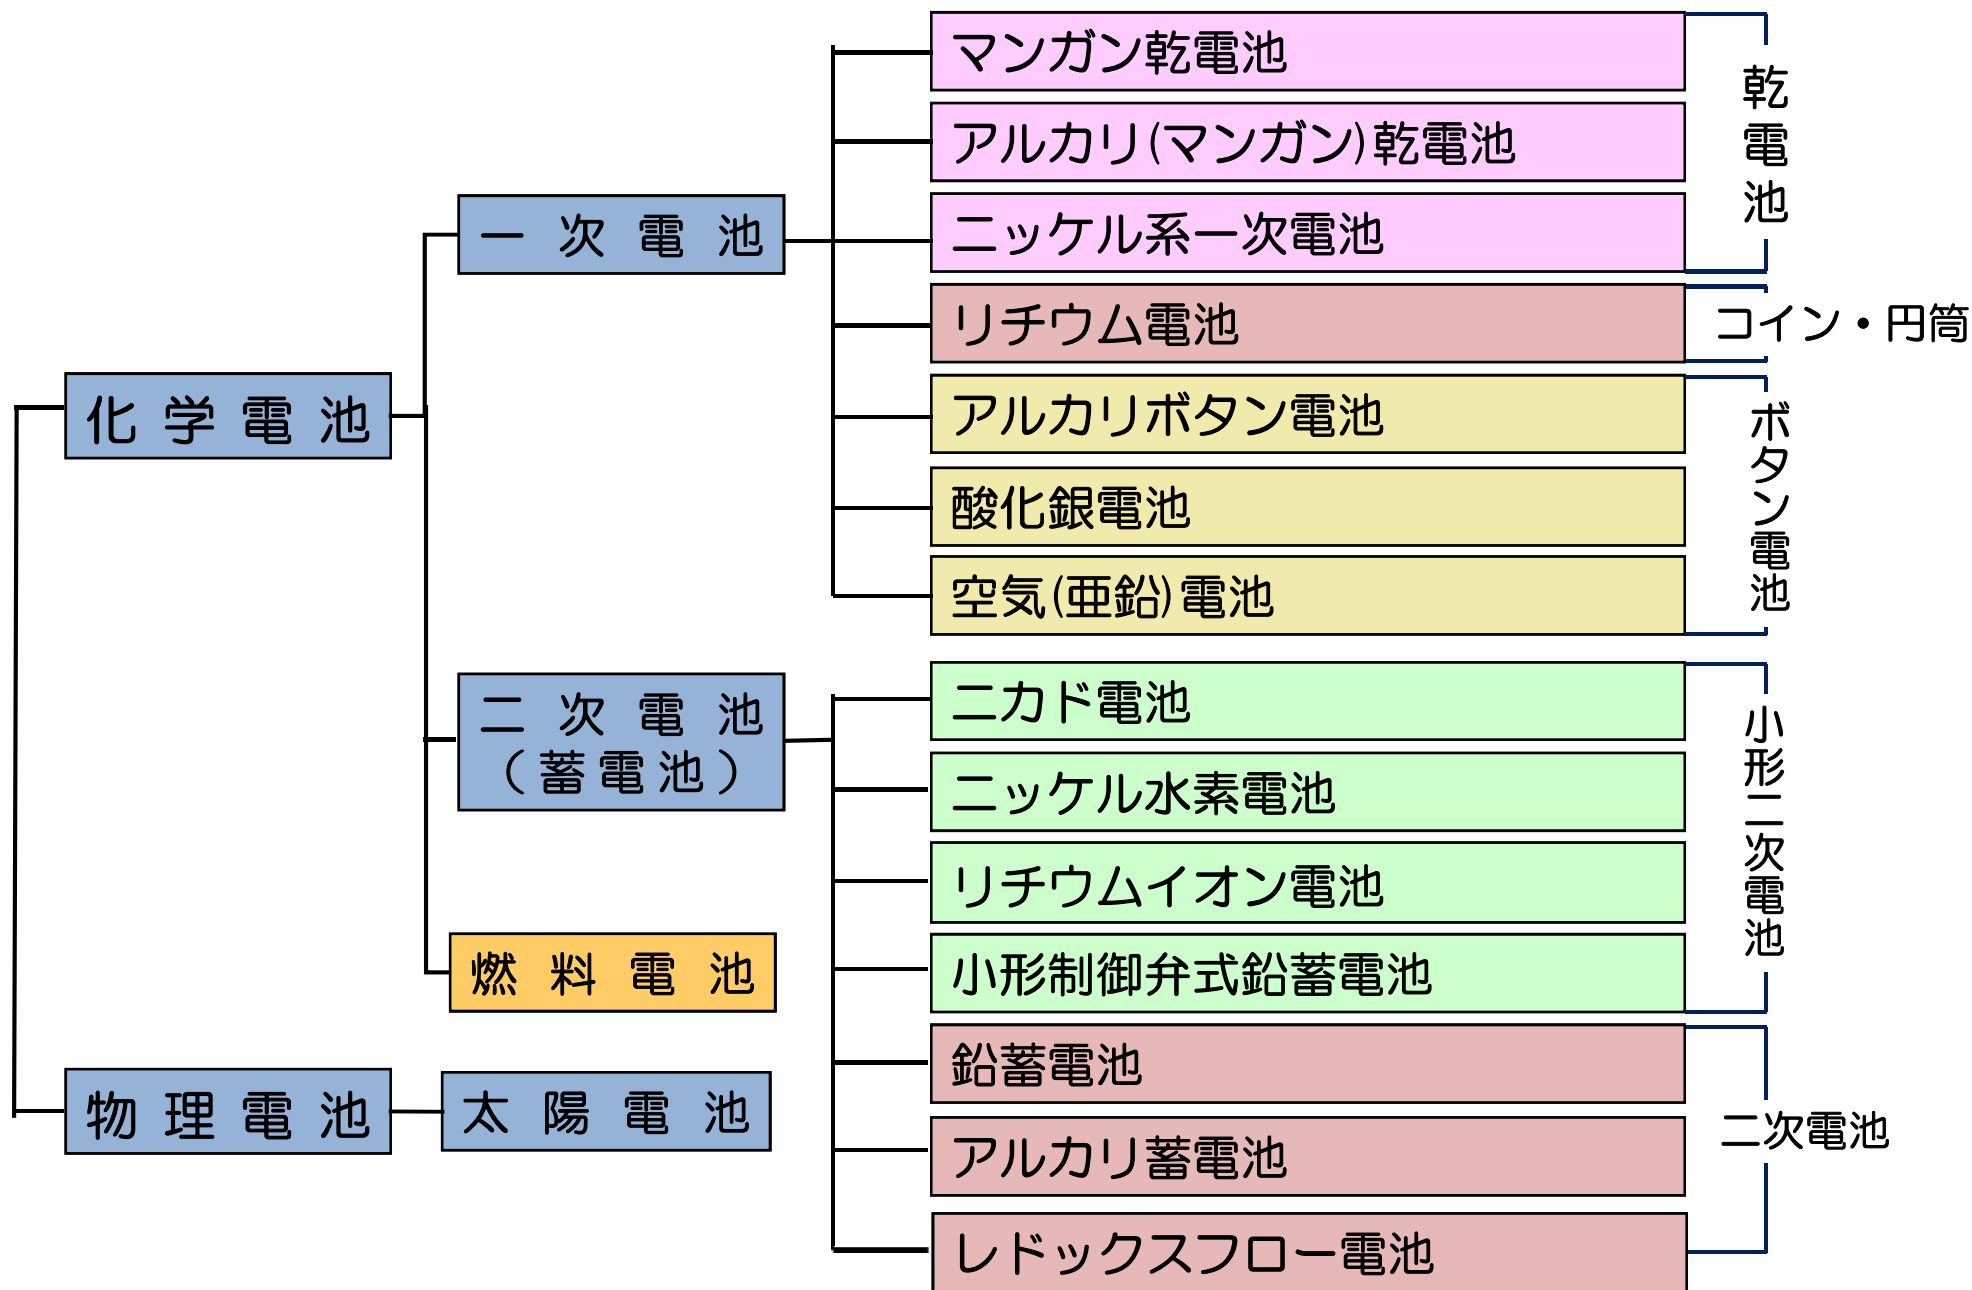 化学電池
物理電池
一次電池
二次電池
(蓄電池)
燃料電池
太陽電池
マンガン乾電池
アルカリ(マンガン)乾電池
ニッケル系一次電池
リチウム電池
アルカリボタン電池
酸化銀電池
空気(亜鉛)電池
ニカド電池
ニッケル水素電池
リチウムイオン電池
小形制御弁式鉛蓄電池
鉛蓄電池
アルカリ蓄電池
レドックスフロー電池
乾電池
コイン・円筒
ボタン電池
小形二次電池
二次電池